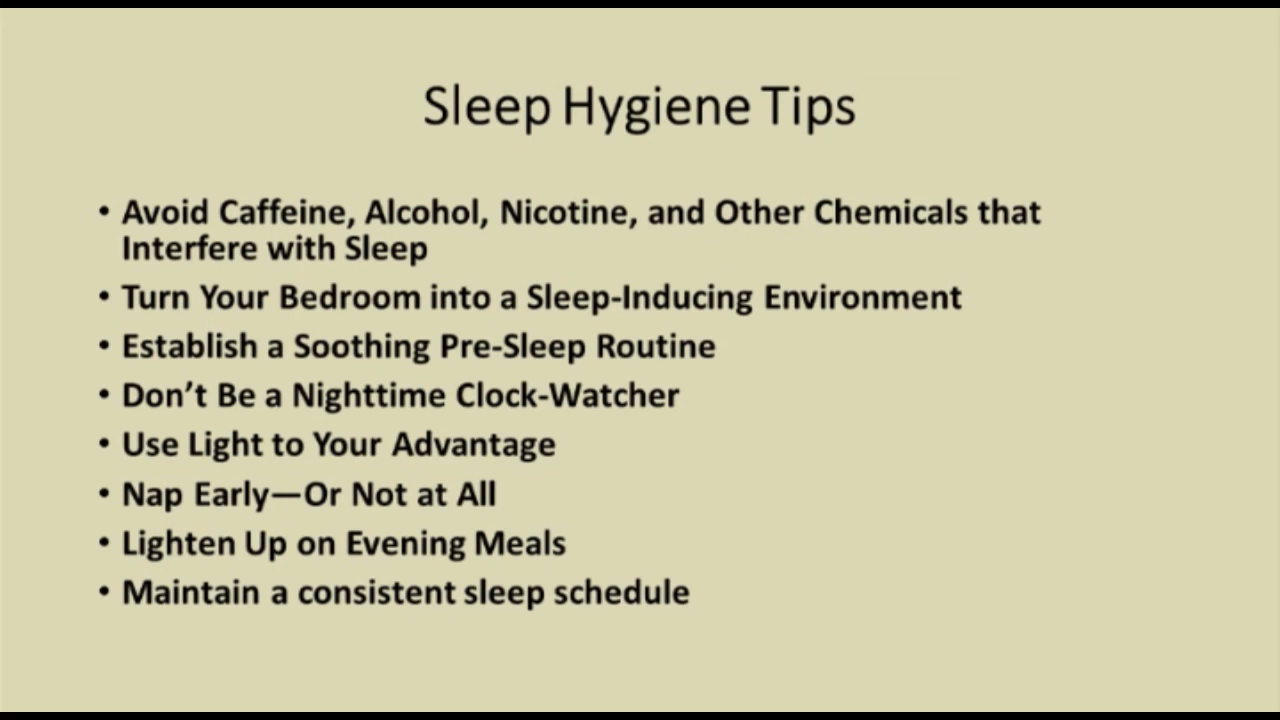 Sleep Hygiene Tips
• Avoid Caffeine, Alcohol, Nicotine, and Other Chemicals that
Interfere with Sleep
• Turn Your Bedroom into a Sleep-Inducing Environment
• Establish a Soothing Pre-Sleep Routine
• Don’t Be a Nighttime Clock-Watcher
• Use Light to Your Advantage
• Nap Early—Or Not at All
• Lighten Up on Evening Meals
• Maintain a consistent sleep schedule